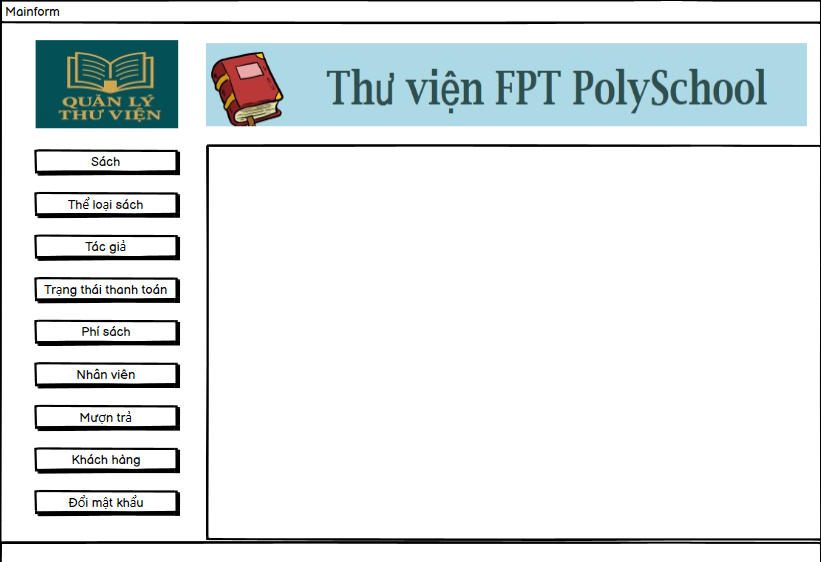 Mainform
QUẢN LÝ
THƯ VIỆN
Thư viện FPT PolySchool
Sách
Thể loại sách
Tác giả
Trạng thái thanh toán
Phí sách
Nhân viên
Mượn trả
Khách hàng
Đổi mật khẩu